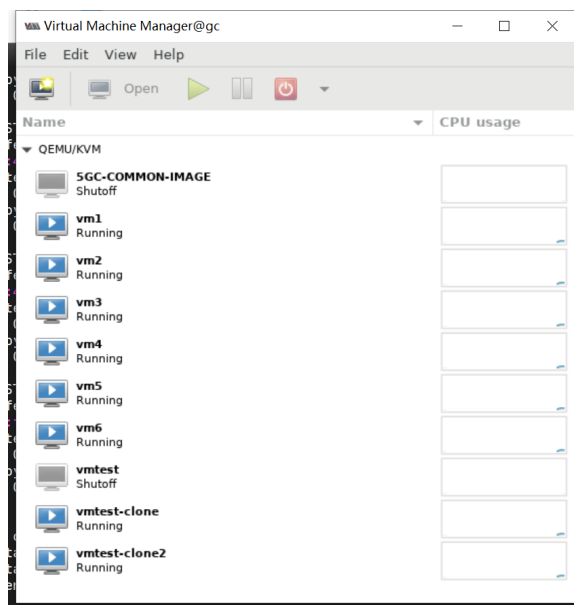 Virtual Machine Manager@gc
File Edit View Help
Open
Name CPU usage
QEMU/KVM
5GC-COMMON-IMAGE
Shutoff
vm1
Running
vm2
Running
vm3
Running
vm4
Running
vm5
Running
vm6
Running
vmtest
Shutoff
vmtest-clone
Running
vmtest-clone2
Running